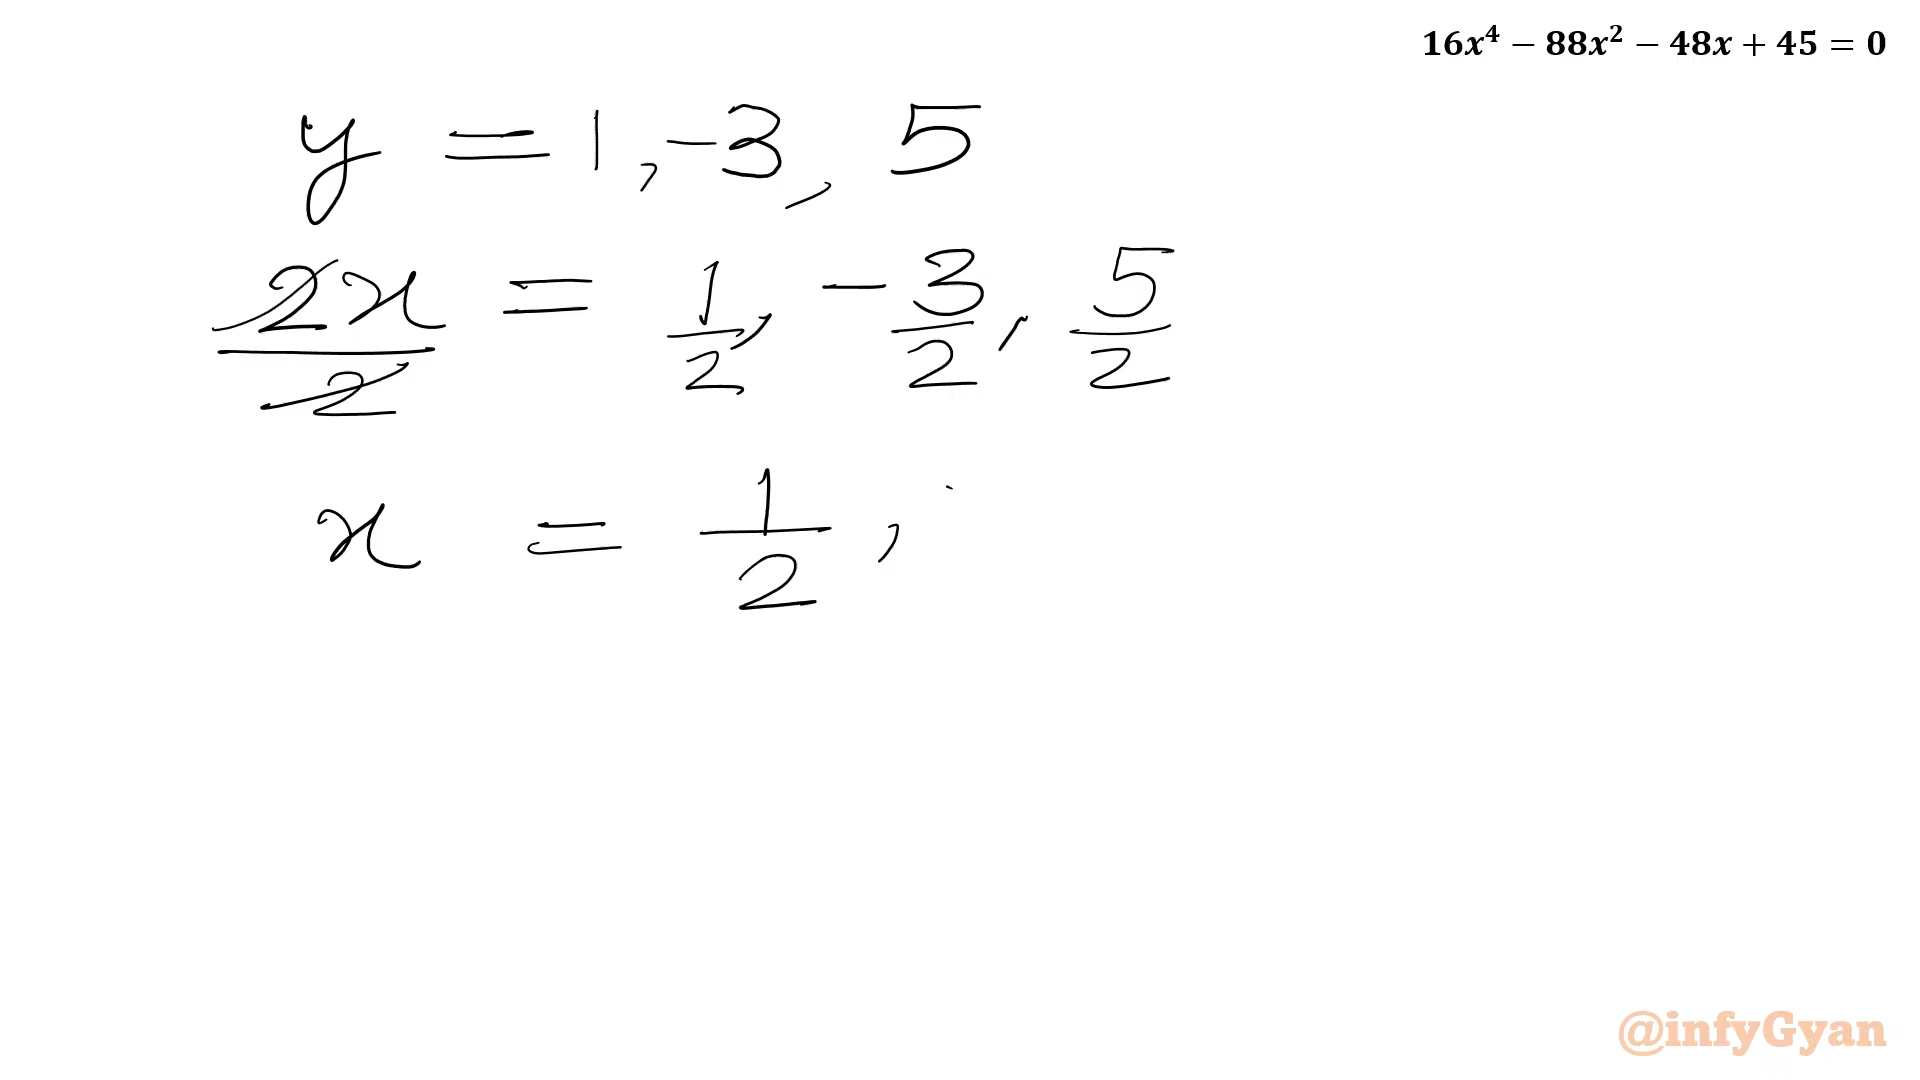 16x⁴ − 88x² − 48x + 45 = 0
y = 1, −3, 5
2x/2 = 1/2, −3/2, 5/2
x = 1/2,
@infyGyan